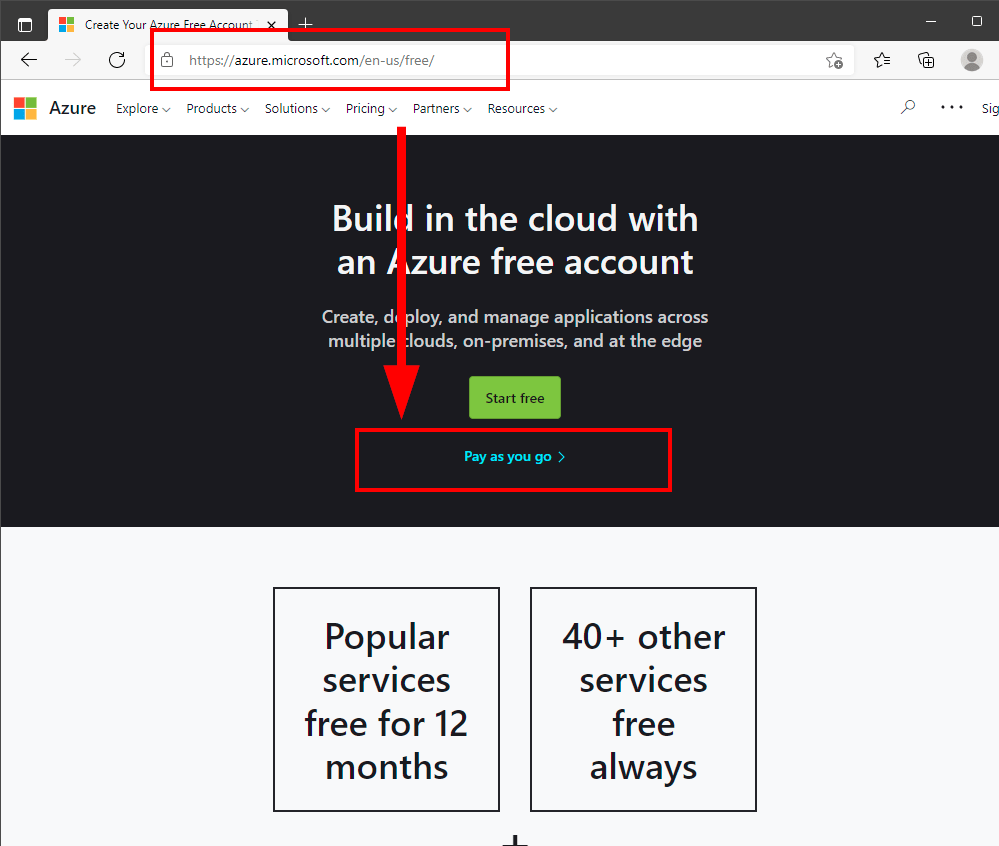 Create Your Azure Free Account
https://azure.microsoft.com/en-us/free/
Azure Explore Products Solutions Pricing Partners Resources Sig
Build in the cloud with
an Azure free account
Create, deploy, and manage applications across
multiple clouds, on-premises, and at the edge
Start free
Pay as you go
Popular
services
free for 12
months
40+ other
services
free
always
+